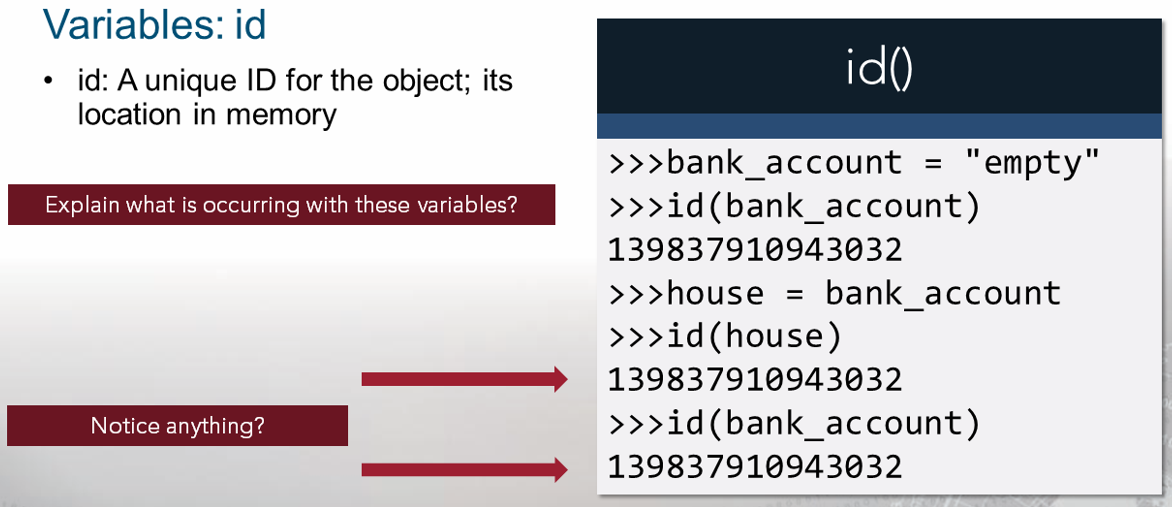 Variables: id
• id: A unique ID for the object; its
location in memory
Explain what is occurring with these variables?
Notice anything?
id()
>>>bank_account = "empty"
>>>id(bank_account)
139837910943032
>>>house = bank_account
>>>id(house)
139837910943032
>>>id(bank_account)
139837910943032